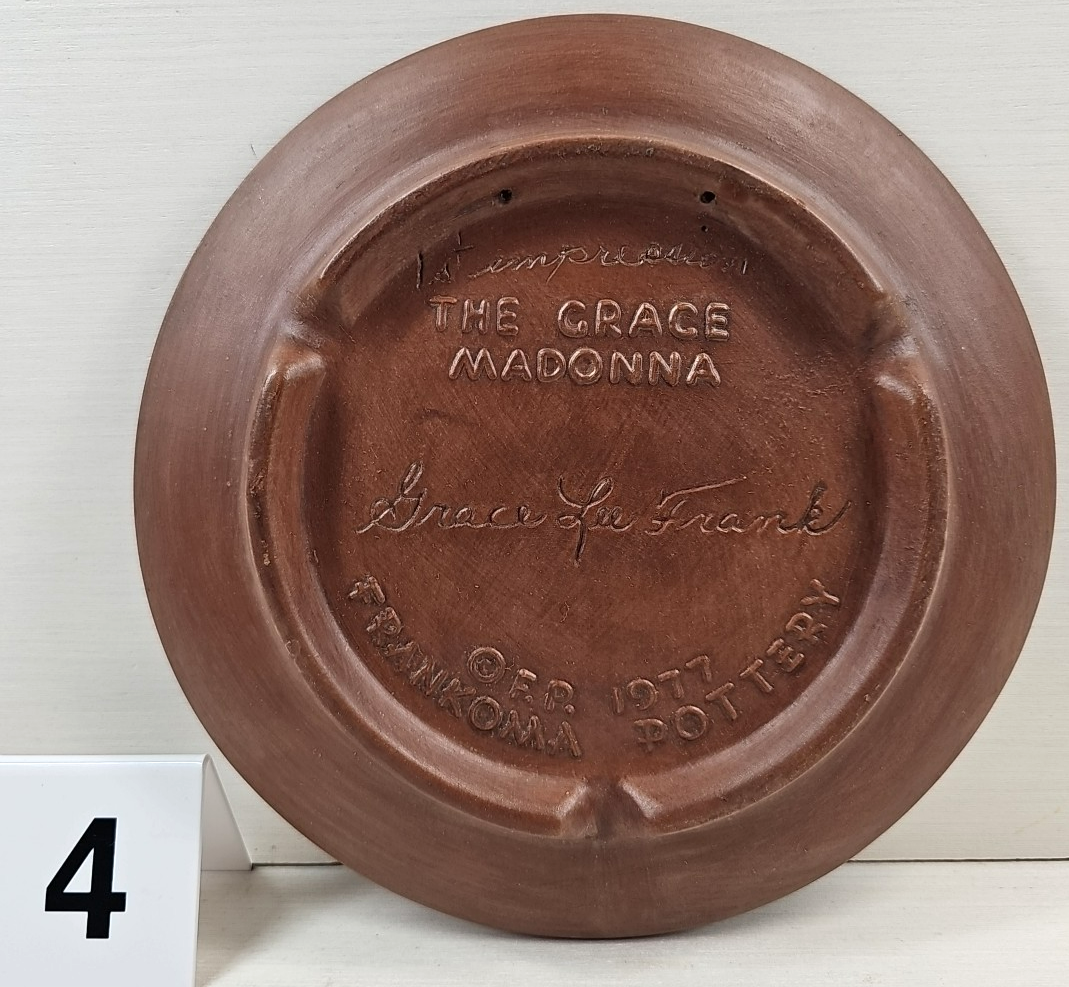 1st impression
THE GRACE
MADONNA
Grace Lee Frank
© F.P. 1977
FRANKOMA POTTERY
4